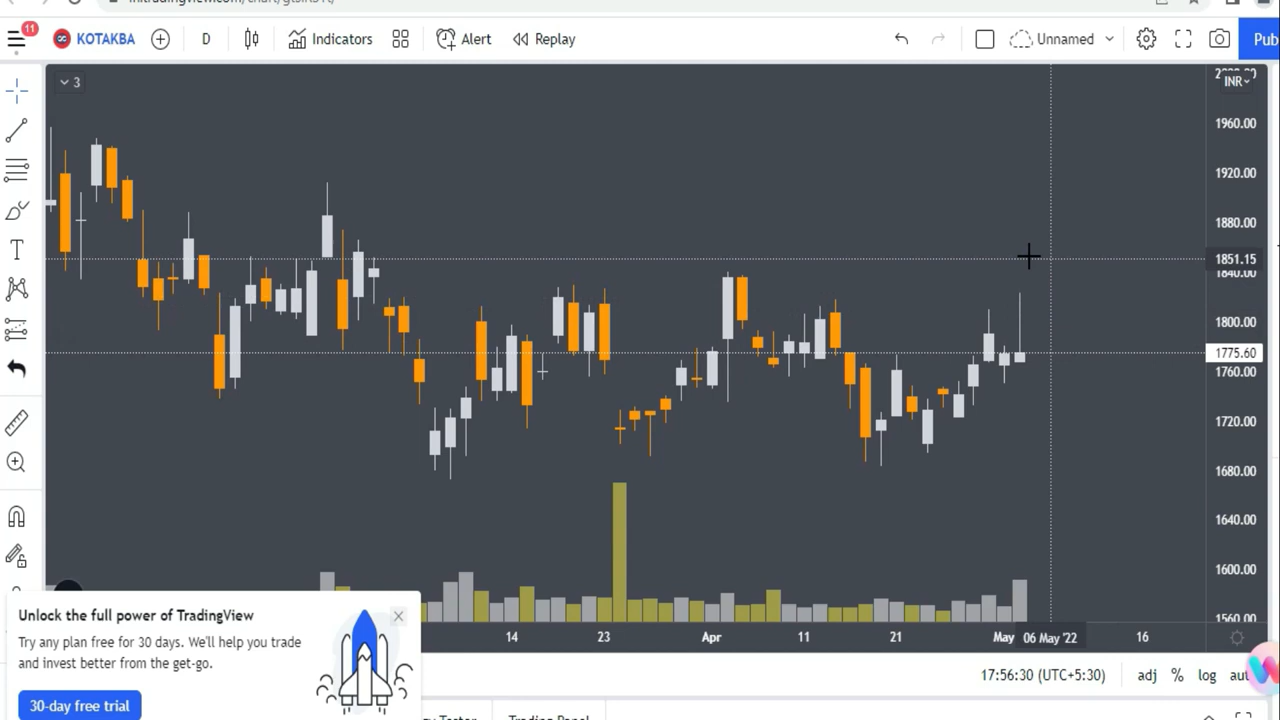 11
KOTAKBA
D
Indicators
Alert
Replay
Unnamed
Pub
3
INR
1960.00
1920.00
1880.00
1851.15
1840.00
1800.00
1775.60
1760.00
1720.00
1680.00
1640.00
1600.00
1560.00
14
23
Apr
11
21
May
06 May '22
16
Unlock the full power of TradingView
Try any plan free for 30 days. We'll help you trade
and invest better from the get-go.
30-day free trial
17:56:30 (UTC+5:30)
adj
%
log
Trading Panel